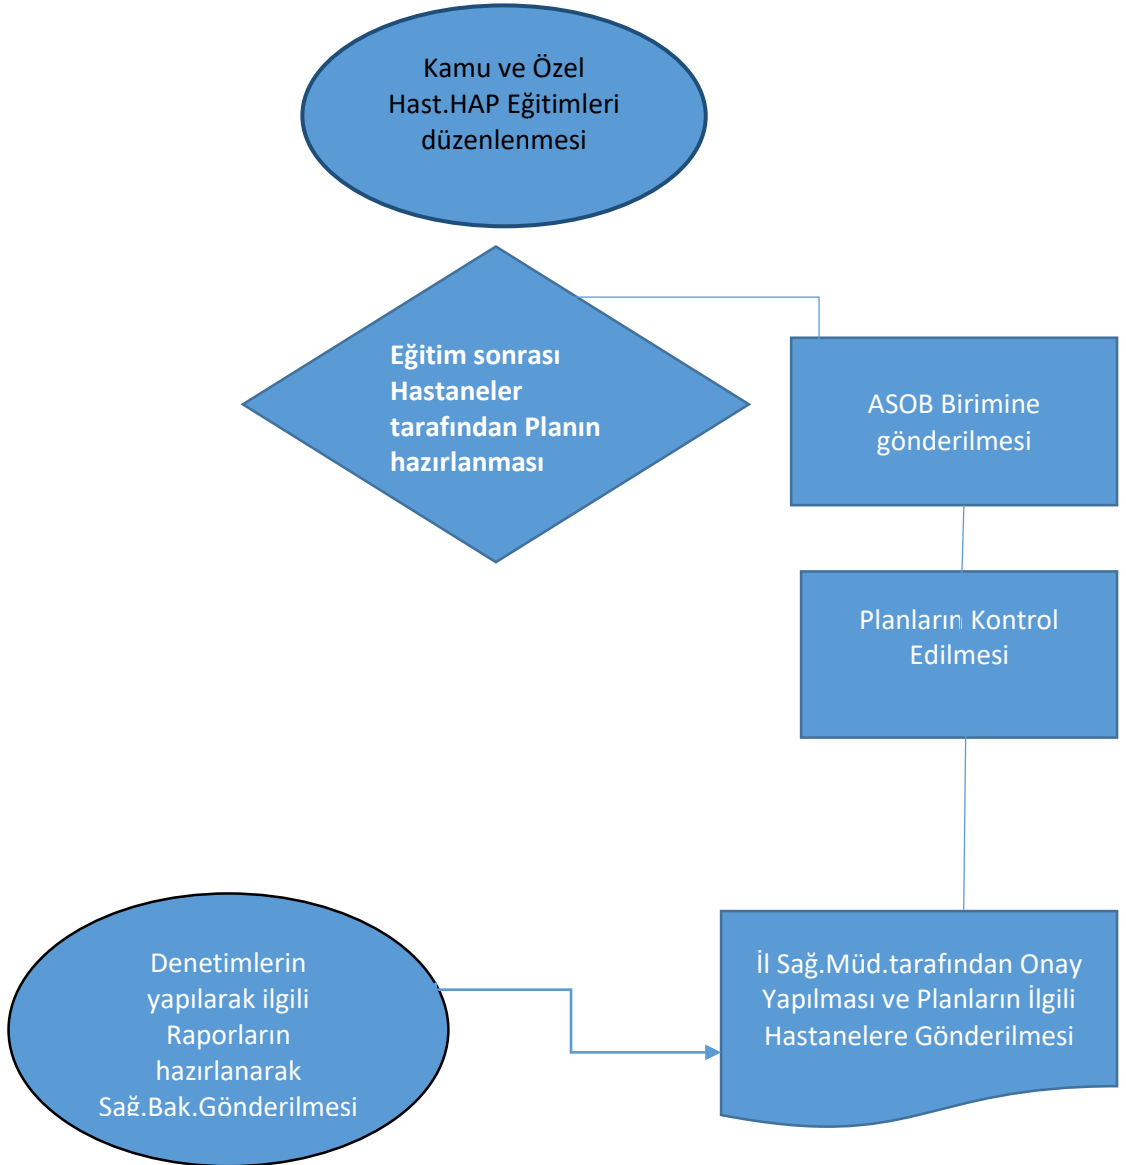 Kamu ve Özel
Hast.HAP Eğitimleri
düzenlenmesi
Eğitim sonrası
Hastaneler
tarafından Planın
hazırlanması
ASOB Birimine
gönderilmesi
Planların Kontrol
Edilmesi
İl Sağ.Müd.tarafından Onay
Yapılması ve Planların İlgili
Hastanelere Gönderilmesi
Denetimlerin
yapılarak ilgili
Raporların
hazırlanarak
Sağ.Bak.Gönderilmesi